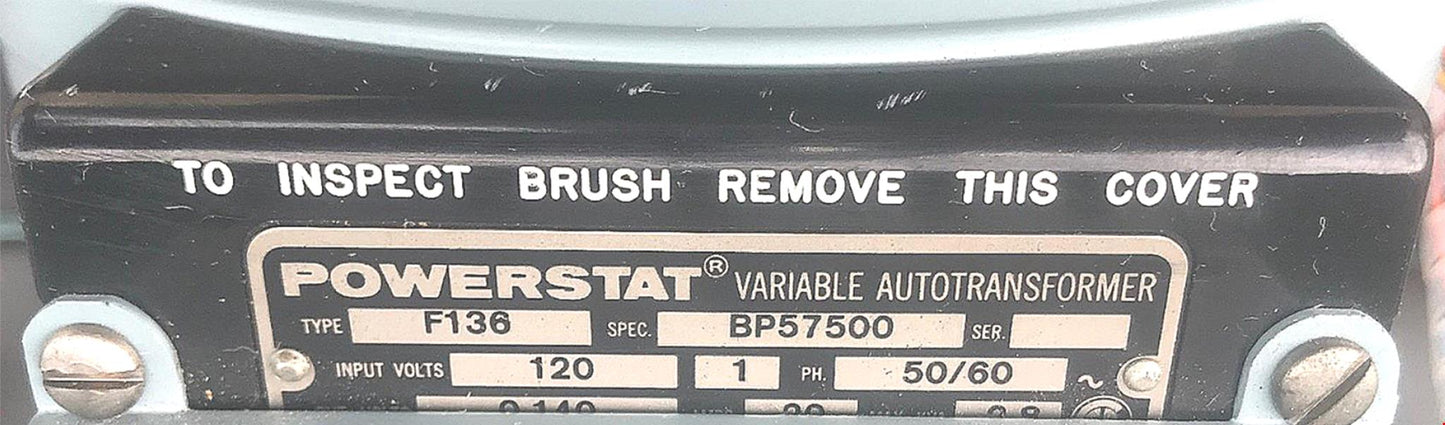 TO INSPECT BRUSH REMOVE THIS COVER
POWERSTAT® VARIABLE AUTOTRANSFORMER
TYPE F136 SPEC. BP57500 SER.
INPUT VOLTS 120 1 PH. 50/60 ~